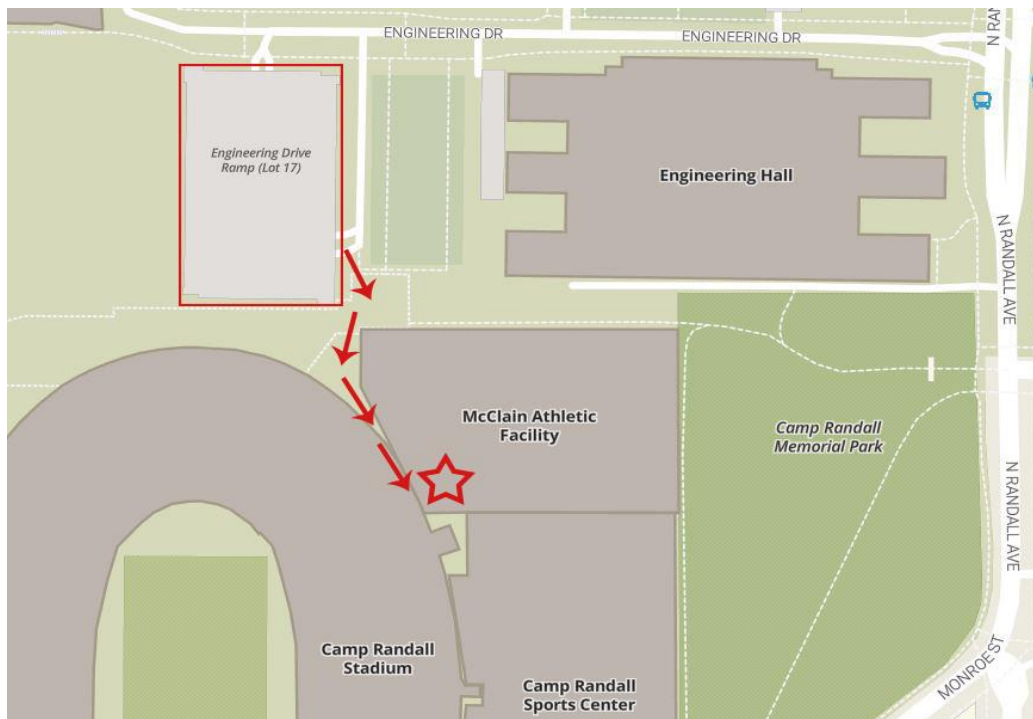 ENGINEERING DR
ENGINEERING DR
N RAN
Engineering Drive
Ramp (Lot 17)
Engineering Hall
N RANDALL AVE
McClain Athletic
Facility
Camp Randall
Memorial Park
N RANDALL AVE
Camp Randall
Stadium
Camp Randall
Sports Center
MONROE ST